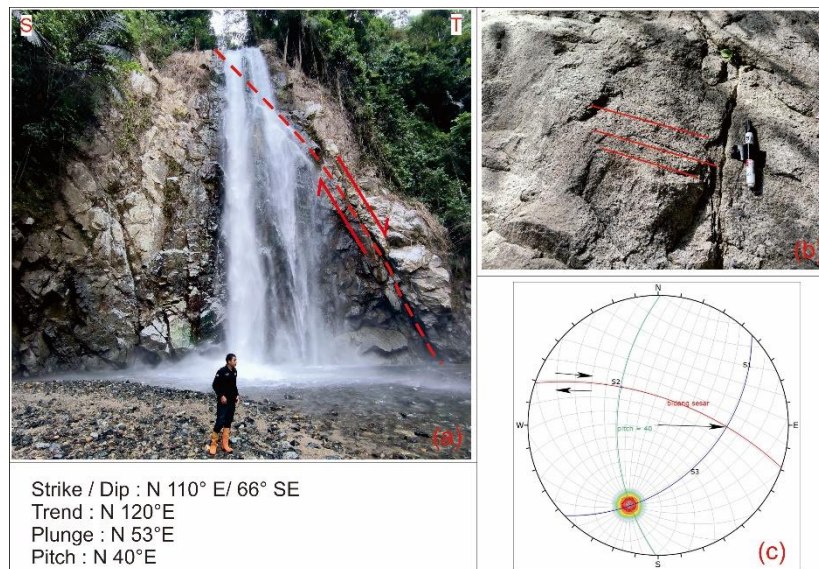 S
T
(a)
(b)
N
S1
S2
bidang sesar
W
pitch = 40
E
S3
S
(c)
Strike / Dip : N 110° E/ 66° SE
Trend : N 120°E
Plunge : N 53°E
Pitch : N 40°E